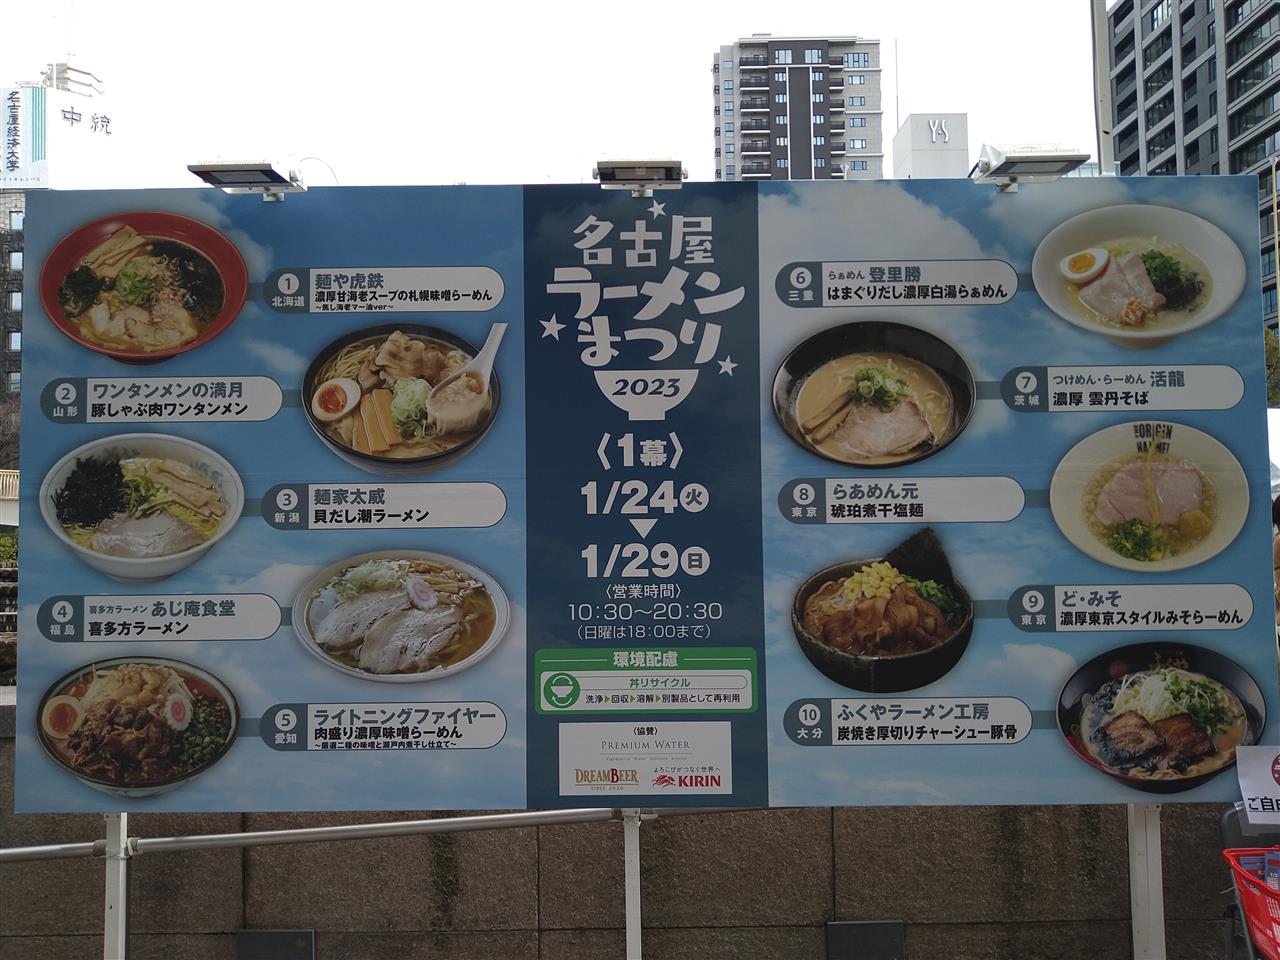 名古屋経済大学
中統
Y·S
名古屋
ラーメン
まつり
2023
〈1幕〉
1/24火
▼
1/29日
〈営業時間〉
10:30〜20:30
(日曜は18:00まで)
環境配慮
丼リサイクル
洗浄▶回収▶溶解▶別製品として再利用
〈協賛〉
PREMIUM WATER
DREAMBEER
SINCE 2020
よろこびがつなぐ世界へ
KIRIN
1 北海道
麺や虎鉄
濃厚甘海老スープの札幌味噌らーめん
〜焦し海老マー油ver〜
2 山形
ワンタンメンの満月
豚しゃぶ肉ワンタンメン
3 新潟
麺家太威
貝だし潮ラーメン
4 福島
喜多方ラーメン あじ庵食堂
喜多方ラーメン
5 愛知
ライトニングファイヤー
肉盛り濃厚味噌らーめん
〜厳選二種の味噌と瀬戸内煮干し仕立て〜
6 三重
らぁめん 登里勝
はまぐりだし濃厚白湯らぁめん
7 茨城
つけめん・らーめん 活龍
濃厚 雲丹そば
8 東京
らあめん元
琥珀煮干塩麺
9 東京
ど・みそ
濃厚東京スタイルみそらーめん
10 大分
ふくやラーメン工房
炭焼き厚切りチャーシュー豚骨
ご自由